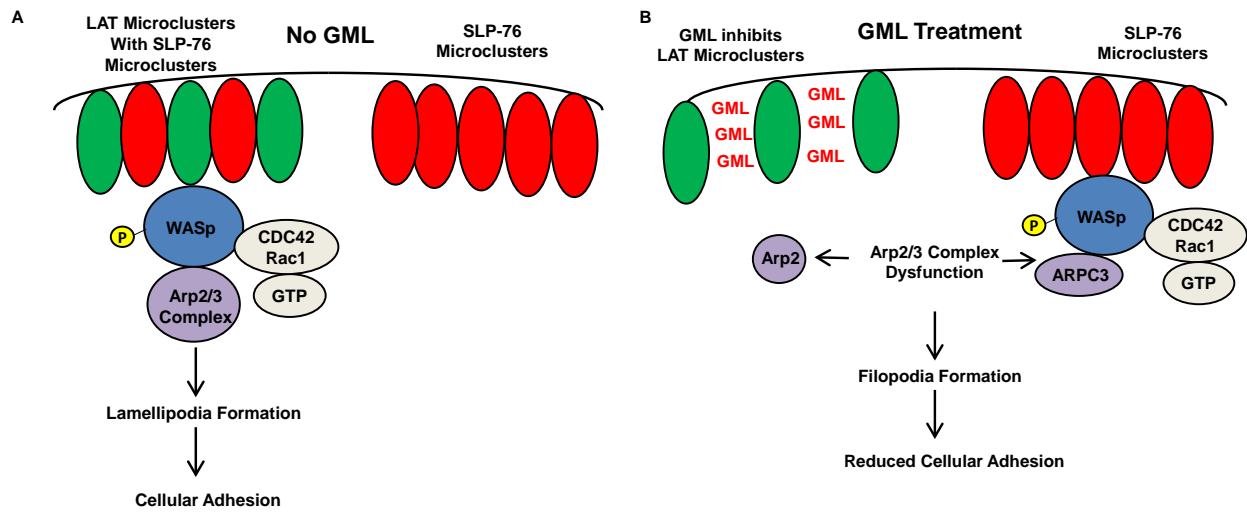 A
LAT Microclusters
With SLP-76
Microclusters
No GML
SLP-76
Microclusters
P
WASp
CDC42
Rac1
GTP
Arp2/3
Complex
Lamellipodia Formation
Cellular Adhesion
B
GML inhibits
LAT Microclusters
GML Treatment
SLP-76
Microclusters
GML
GML
GML
GML
GML
GML
P
WASp
CDC42
Rac1
GTP
Arp2
Arp2/3 Complex
Dysfunction
ARPC3
Filopodia Formation
Reduced Cellular Adhesion